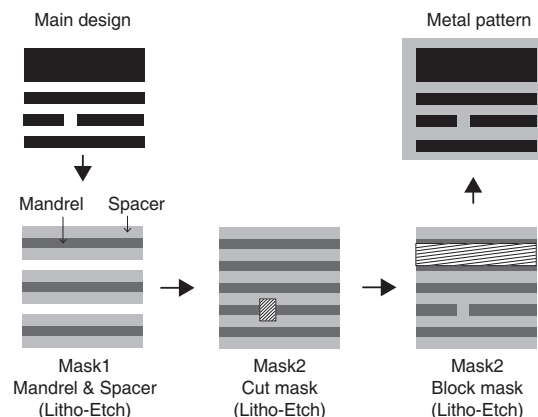 Main design
Metal pattern
Mandrel
Spacer
Mask1
Mandrel & Spacer
(Litho-Etch)
Mask2
Cut mask
(Litho-Etch)
Mask2
Block mask
(Litho-Etch)